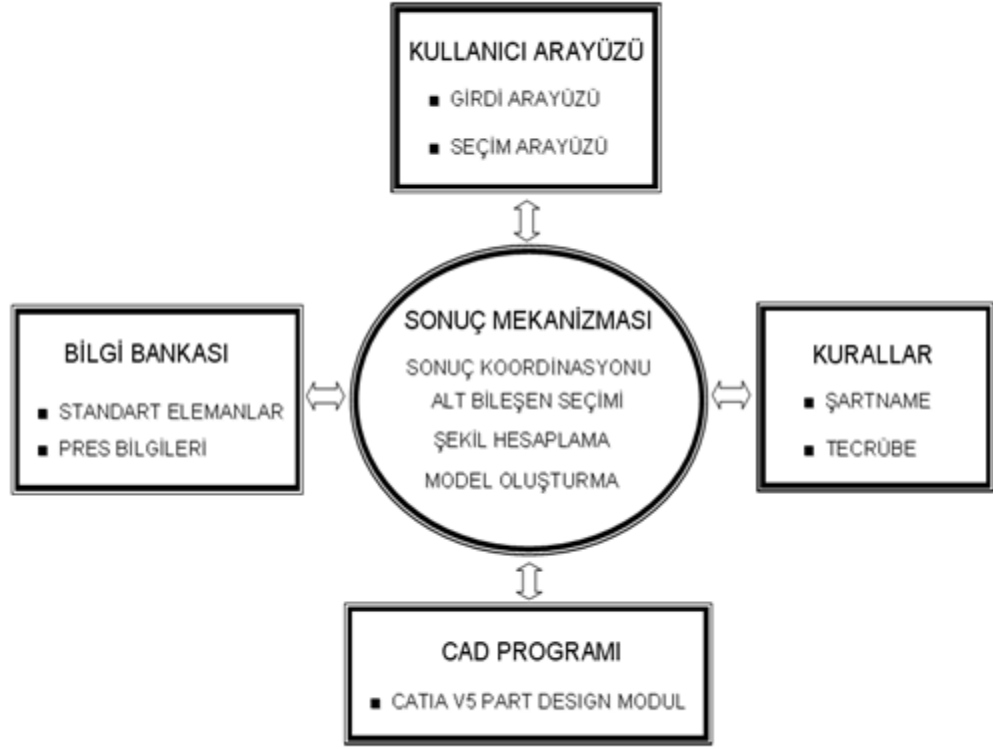 KULLANICI ARAYÜZÜ
▪ GİRDİ ARAYÜZÜ
▪ SEÇİM ARAYÜZÜ
BİLGİ BANKASI
▪ STANDART ELEMANLAR
▪ PRES BİLGİLERİ
SONUÇ MEKANİZMASI
SONUÇ KOORDİNASYONU
ALT BİLEŞEN SEÇİMİ
ŞEKİL HESAPLAMA
MODEL OLUŞTURMA
KURALLAR
▪ ŞARTNAME
▪ TECRÜBE
CAD PROGRAMI
▪ CATIA V5 PART DESIGN MODUL